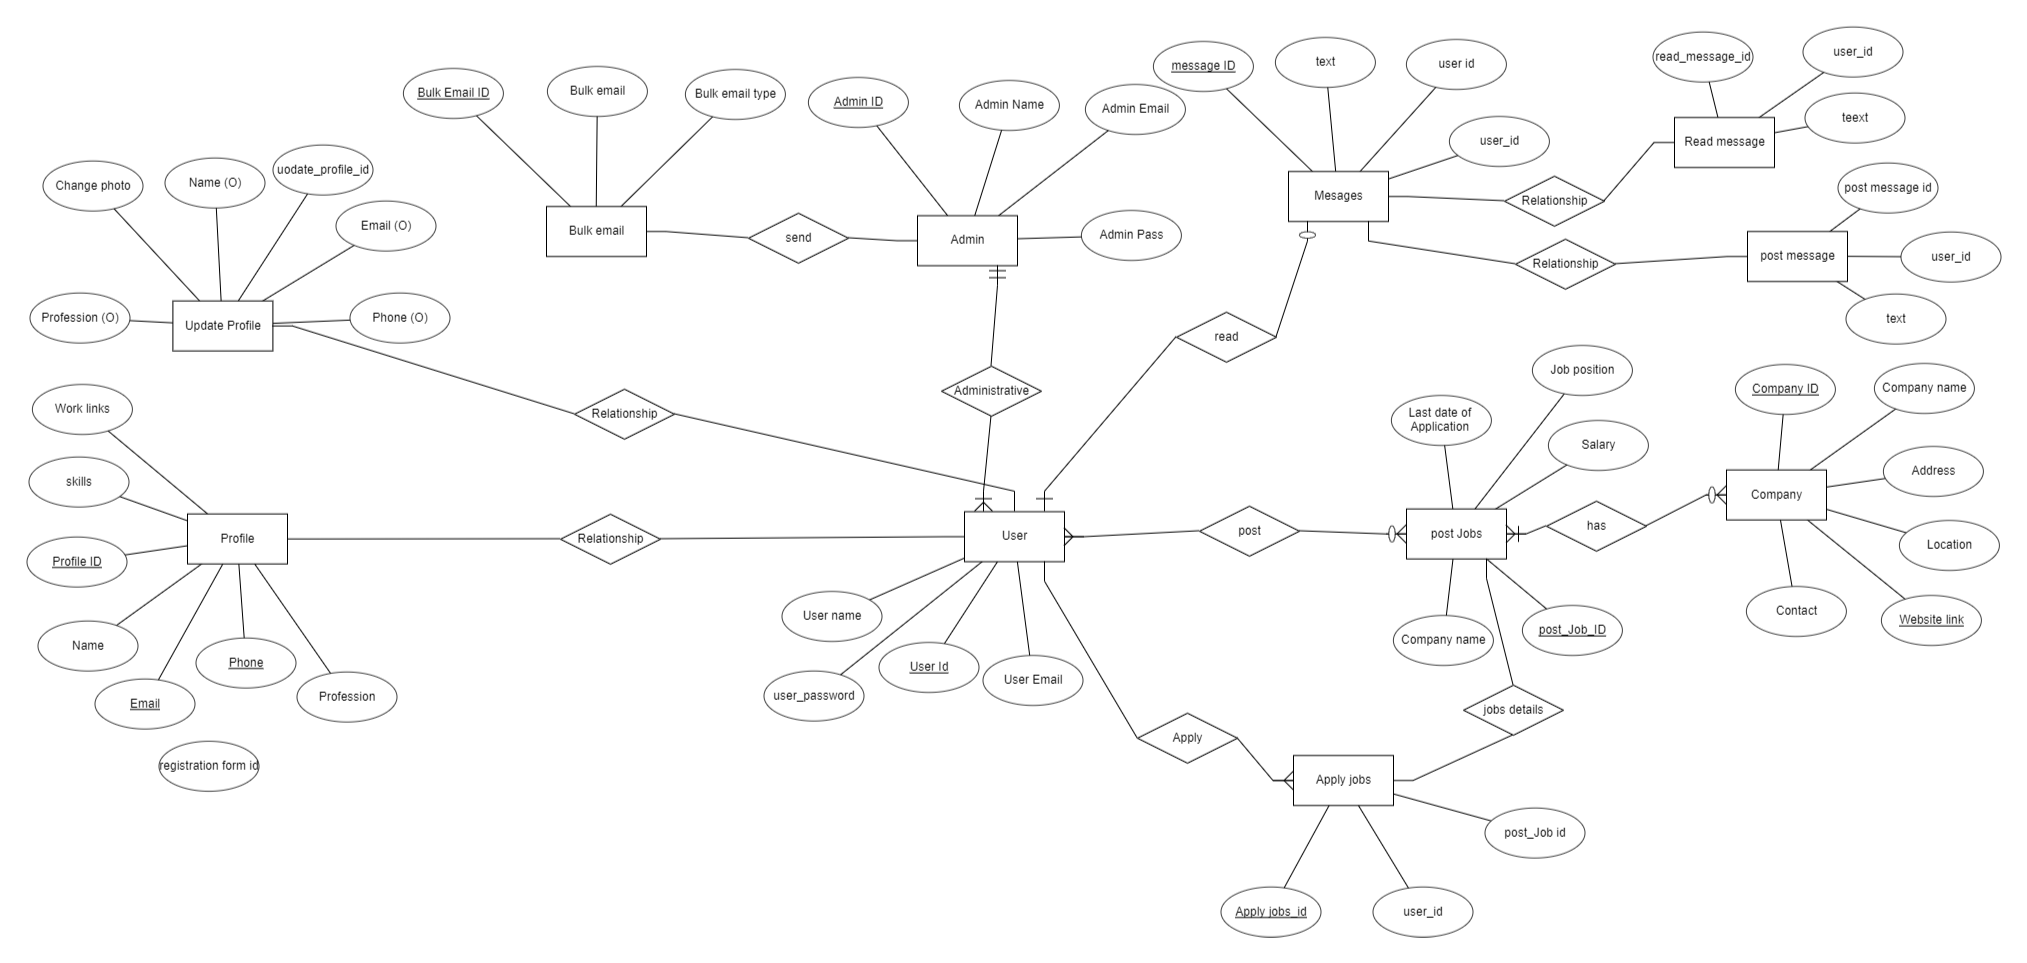 message ID
text
user id
read_message_id
user_id
Bulk Email ID
Bulk email
Bulk email type
Admin ID
Admin Name
Admin Email
user_id
teext
Change photo
Name (O)
uodate_profile_id
Email (O)
Read message
post message id
Mesages
Relationship
Bulk email
send
Admin
Admin Pass
Relationship
post message
user_id
Profession (O)
Update Profile
Phone (O)
text
read
Job position
Work links
Relationship
Administrative
Last date of
Application
Salary
Company ID
Company name
Address
skills
Company
Profile
Relationship
User
post
post Jobs
has
Location
Profile ID
Contact
Website link
User name
Company name
post_Job_ID
Name
Phone
Email
Profession
user_password
User Id
User Email
jobs details
registration form id
Apply
Apply jobs
post_Job id
Apply jobs_id
user_id